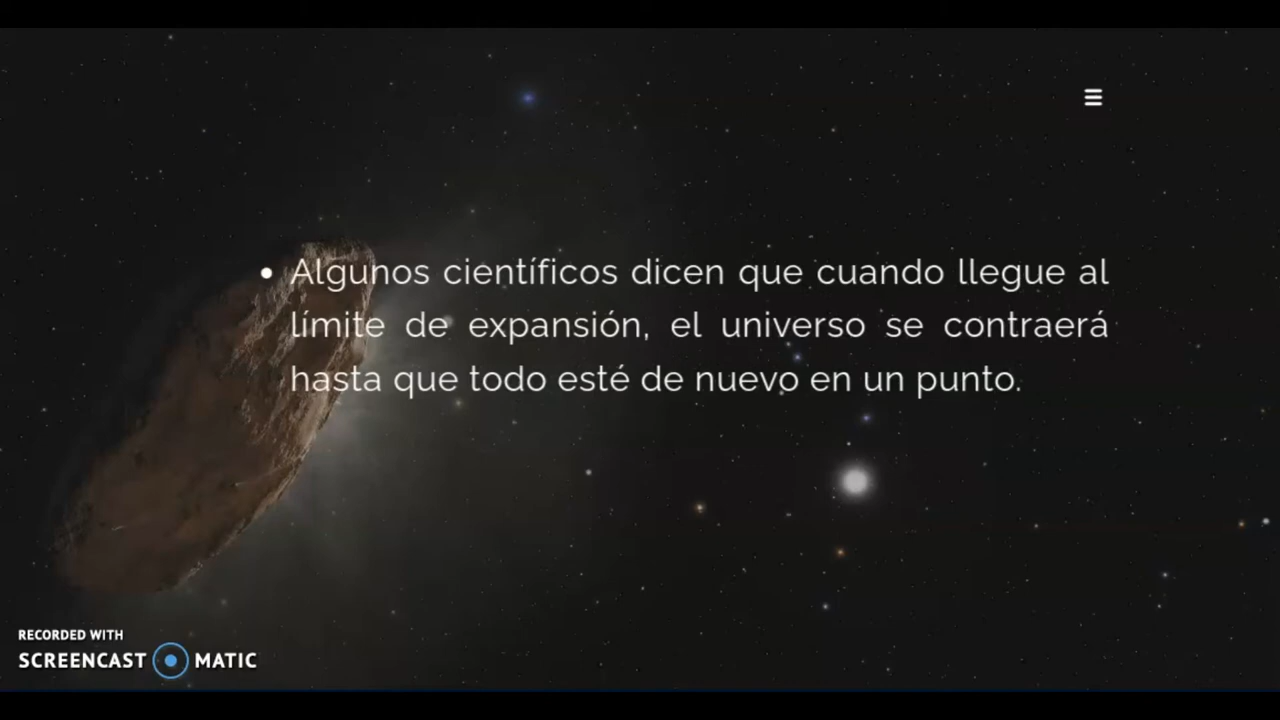 • Algunos científicos dicen que cuando llegue al
límite de expansión, el universo se contraerá
hasta que todo esté de nuevo en un punto.
RECORDED WITH
SCREENCAST MATIC